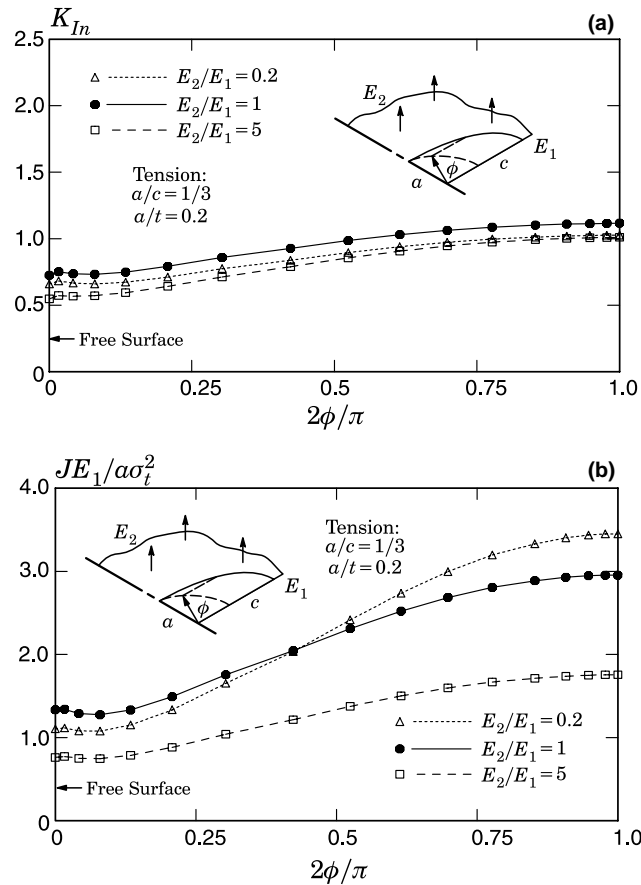 K_{In}
(a)
2.5
2.0
1.5
1.0
0.5
0
E_2/E_1 = 0.2
E_2/E_1 = 1
E_2/E_1 = 5
Tension:
a/c = 1/3
a/t = 0.2
E_2
E_1
a
ϕ
c
Free Surface
0
0.25
0.5
0.75
1.0
2ϕ/π
JE_1/aσ_t^2
(b)
4.0
3.0
2.0
1.0
0
E_2
E_1
a
ϕ
c
Tension:
a/c = 1/3
a/t = 0.2
E_2/E_1 = 0.2
E_2/E_1 = 1
E_2/E_1 = 5
Free Surface
0
0.25
0.5
0.75
1.0
2ϕ/π